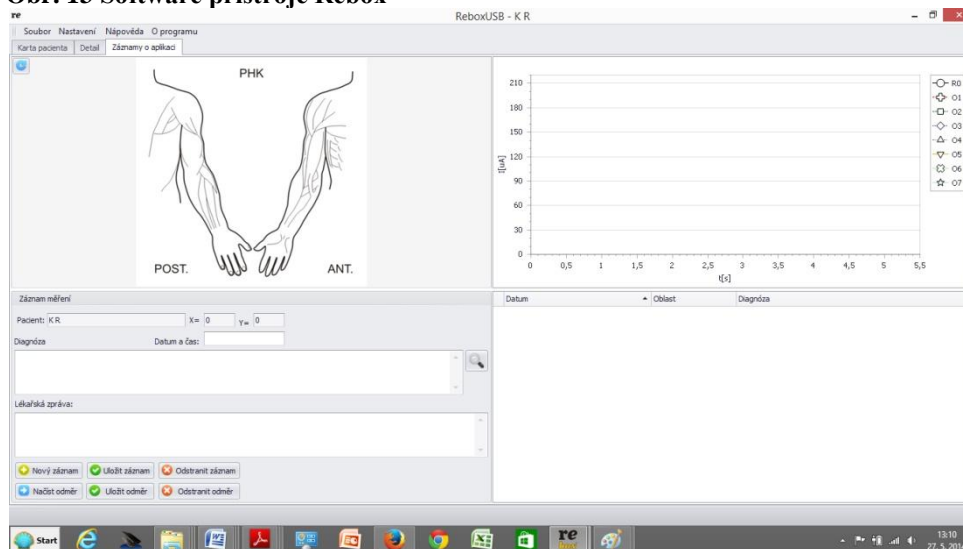 Obr. 13 Software přístroje Rebox
re
ReboxUSB - K R
Soubor Nastavení Nápověda O programu
Karta pacienta Detail Záznamy o aplikaci
PHK
POST.
ANT.
210
180
150
120
90
60
30
0
I[uA]
0 0,5 1 1,5 2 2,5 3 3,5 4 4,5 5 5,5
t[s]
R0
O1
O2
O3
O4
O5
O6
O7
Záznam měření
Pacient: K R X= 0 Y= 0
Diagnóza Datum a čas:
Lékařská zpráva:
Nový záznam Uložit záznam Odstranit záznam
Načíst odměr Uložit odměr Odstranit odměr
Datum Oblast Diagnóza
Start
re
13:10
27. 5. 201